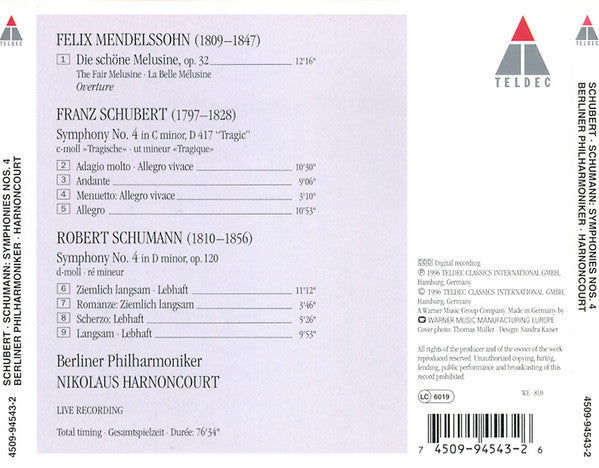 SCHUBERT · SCHUMANN: SYMPHONIES NOS. 4
BERLINER PHILHARMONIKER · HARNONCOURT
4509-94543-2
FELIX MENDELSSOHN (1809–1847)
1 Die schöne Melusine, op. 32 12'16"
The Fair Melusine · La Belle Mélusine
Overture
FRANZ SCHUBERT (1797–1828)
Symphony No. 4 in C minor, D 417 “Tragic”
c-moll »Tragische« · ut mineur «Tragique»
2 Adagio molto · Allegro vivace 10'30"
3 Andante 9'06"
4 Menuetto: Allegro vivace 3'10"
5 Allegro 10'53"
ROBERT SCHUMANN (1810–1856)
Symphony No. 4 in D minor, op. 120
d-moll · ré mineur
6 Ziemlich langsam · Lebhaft 11'12"
7 Romanze: Ziemlich langsam 3'46"
8 Scherzo: Lebhaft 5'26"
9 Langsam · Lebhaft 9'53"
Berliner Philharmoniker
NIKOLAUS HARNONCOURT
LIVE RECORDING
Total timing · Gesamtspielzeit · Durée: 76'34"
TELDEC
DDD Digital recording
℗ 1996 TELDEC CLASSICS INTERNATIONAL GMBH,
Hamburg, Germany
© 1996 TELDEC CLASSICS INTERNATIONAL GMBH,
Hamburg, Germany
A Warner Music Group Company. Made in Germany by
WARNER MUSIC MANUFACTURING EUROPE
Cover photo: Thomas Müller · Design: Sandra Kaiser
All rights of the producer and of the owner of the work
reproduced reserved. Unauthorized copying, hiring,
lending, public performance and broadcasting of this
record prohibited.
LC 6019
WE 810
7 45099-94543-2 6
SCHUBERT · SCHUMANN: SYMPHONIES NOS. 4
BERLINER PHILHARMONIKER · HARNONCOURT
4509-94543-2